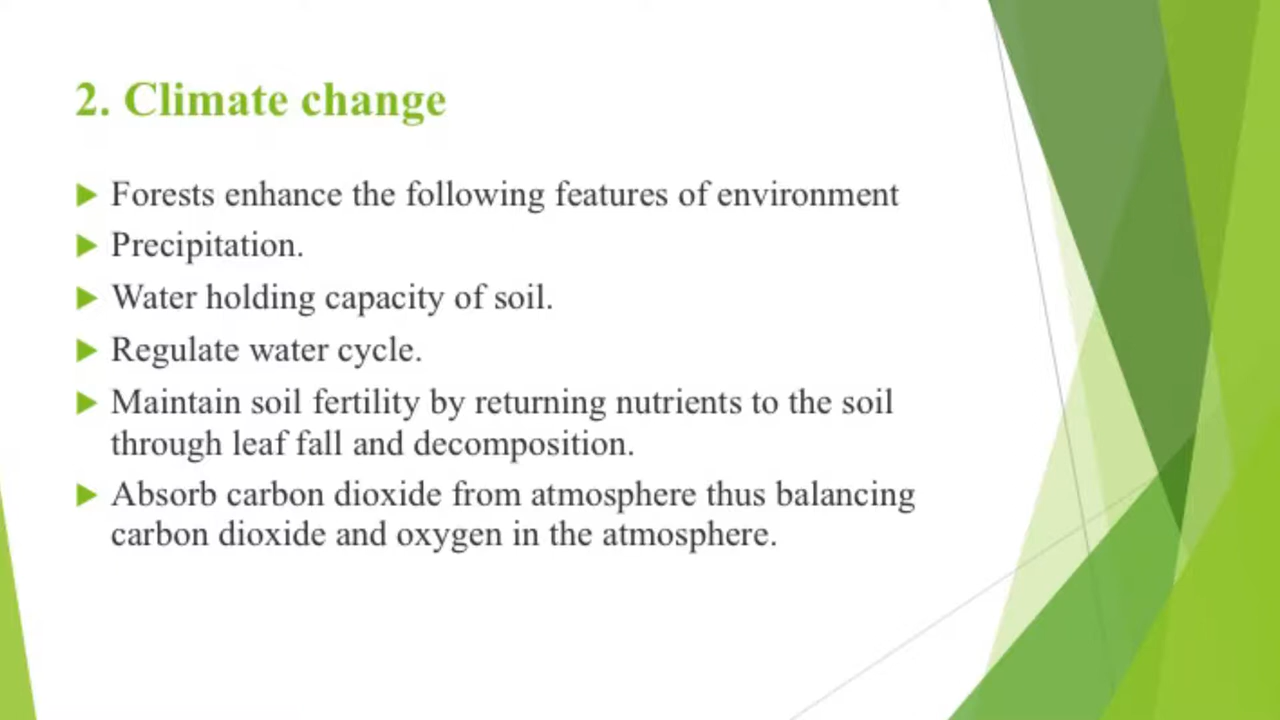 2. Climate change
Forests enhance the following features of environment
Precipitation.
Water holding capacity of soil.
Regulate water cycle.
Maintain soil fertility by returning nutrients to the soil
through leaf fall and decomposition.
Absorb carbon dioxide from atmosphere thus balancing
carbon dioxide and oxygen in the atmosphere.